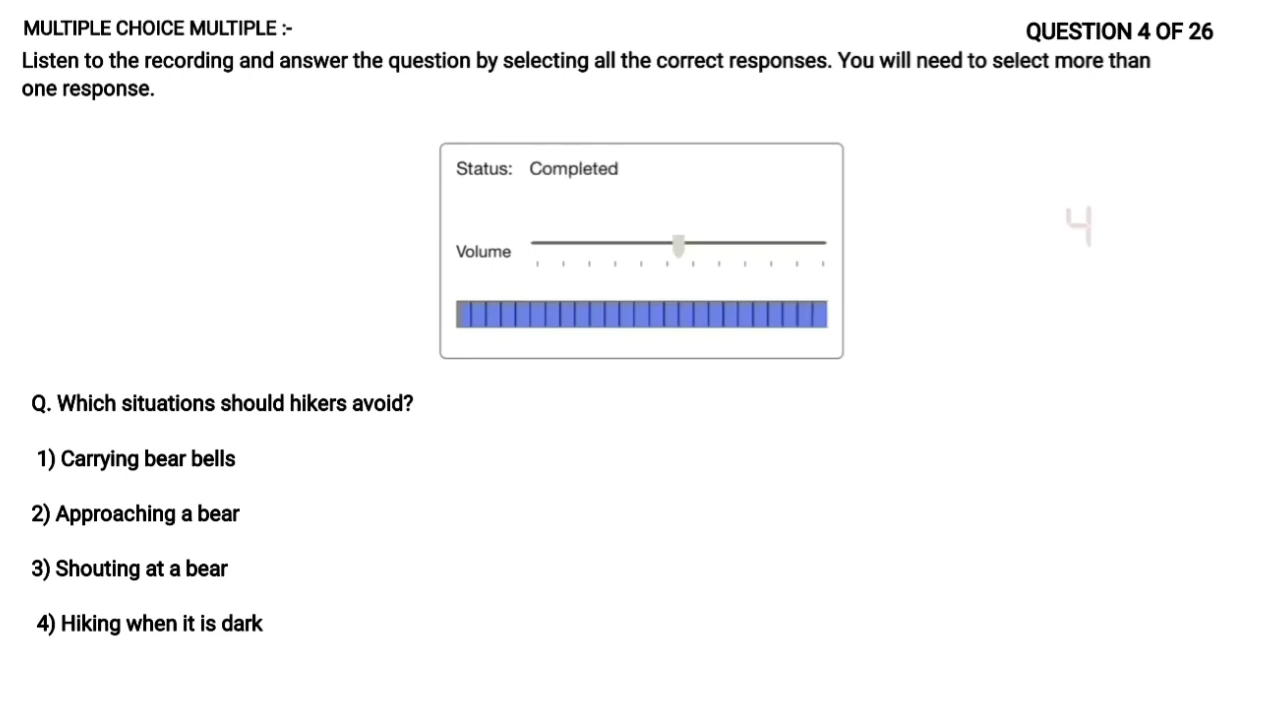 MULTIPLE CHOICE MULTIPLE :-
QUESTION 4 OF 26
Listen to the recording and answer the question by selecting all the correct responses. You will need to select more than
one response.
Status: Completed
4
Volume
Q. Which situations should hikers avoid?
1) Carrying bear bells
2) Approaching a bear
3) Shouting at a bear
4) Hiking when it is dark